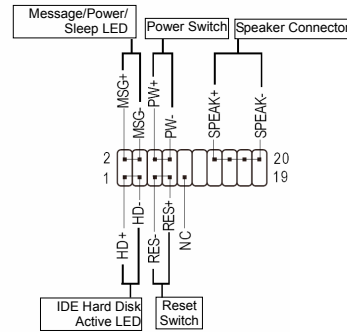 Message/Power/
Sleep LED
Power Switch
Speaker Connector
MSG+
MSG-
PW+
PW-
SPEAK+
SPEAK-
2
20
1
19
HD+
HD-
RES-
RES+
NC
IDE Hard Disk
Active LED
Reset
Switch